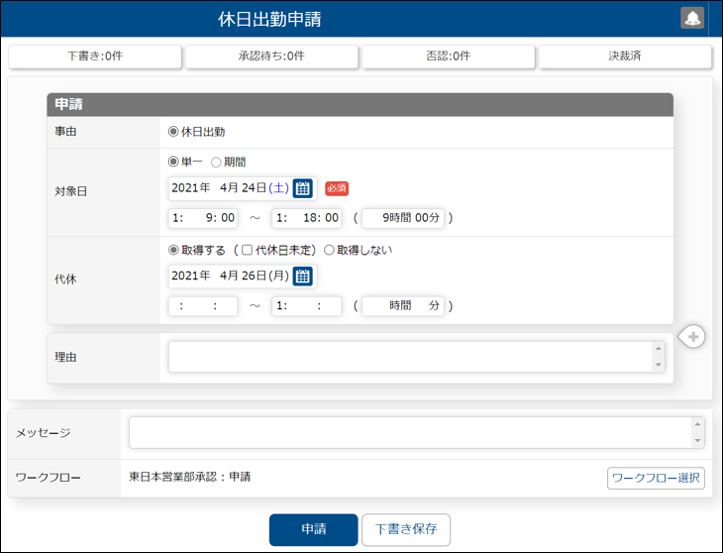 休日出勤申請
下書き:0件 承認待ち:0件 否認:0件 決裁済
申請
事由 休日出勤
単一 期間
対象日 2021年 4月 24日(土) 必須
1: 9: 00 ～ 1: 18: 00 ( 9時間 00分 )
取得する ( 代休日未定) 取得しない
代休 2021年 4月 26日(月)
: : ～ 1: : ( 時間 分 )
理由
メッセージ
ワークフロー 東日本営業部承認：申請 ワークフロー選択
申請 下書き保存